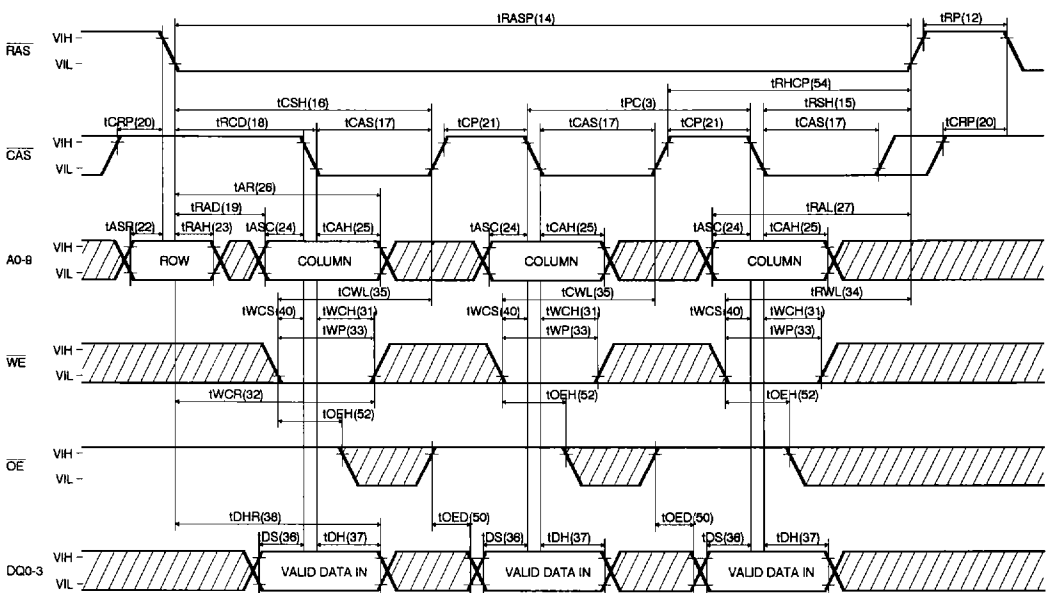 tRASP(14) tRP(12)
RAS VIH
VIL
tRHCP(54)
tCSH(16) tPC(3) tRSH(15)
tCRP(20) tRCD(18) tCAS(17) tCP(21) tCAS(17) tCP(21) tCAS(17) tCRP(20)
CAS VIH
VIL
tAR(26)
tRAD(19) tRAL(27)
tASR(22) tRAH(23) tASC(24) tCAH(25) tASC(24) tCAH(25) tASC(24) tCAH(25)
A0-9 VIH
VIL
ROW COLUMN COLUMN COLUMN
tCWL(35) tCWL(35) tRWL(34)
tWCS(40) tWCH(31) tWCS(40) tWCH(31) tWCS(40) tWCH(31)
tWP(33) tWP(33) tWP(33)
WE VIH
VIL
tWCR(32) tOEH(52) tOEH(52)
tOEH(52)
OE VIH
VIL
tDHR(38) tOED(50) tOED(50)
tDS(36) tDH(37) tDS(36) tDH(37) tDS(36) tDH(37)
DQ0-3 VIH
VIL
VALID DATA IN VALID DATA IN VALID DATA IN